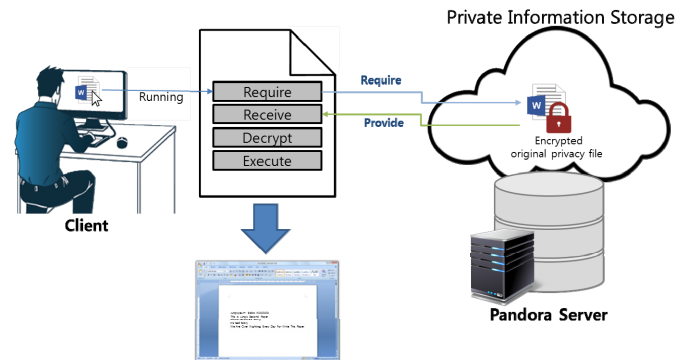 Private Information Storage
Running
Require
Receive
Decrypt
Execute
Require
Provide
W
W
Encrypted
original privacy file
Client
Pandora Server